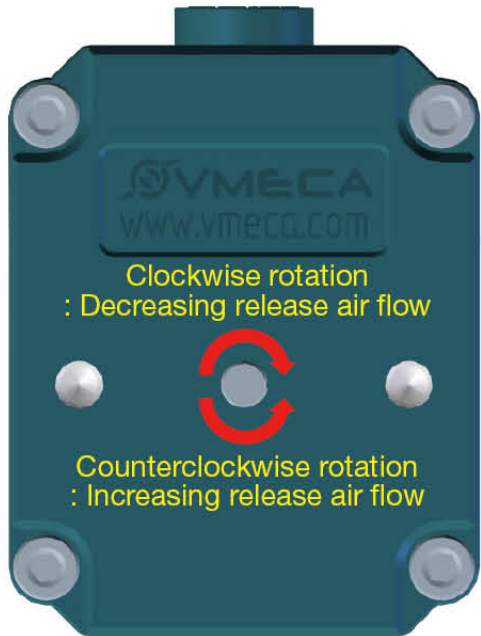 VMECA
www.vmeca.com
Clockwise rotation
: Decreasing release air flow
Counterclockwise rotation
: Increasing release air flow